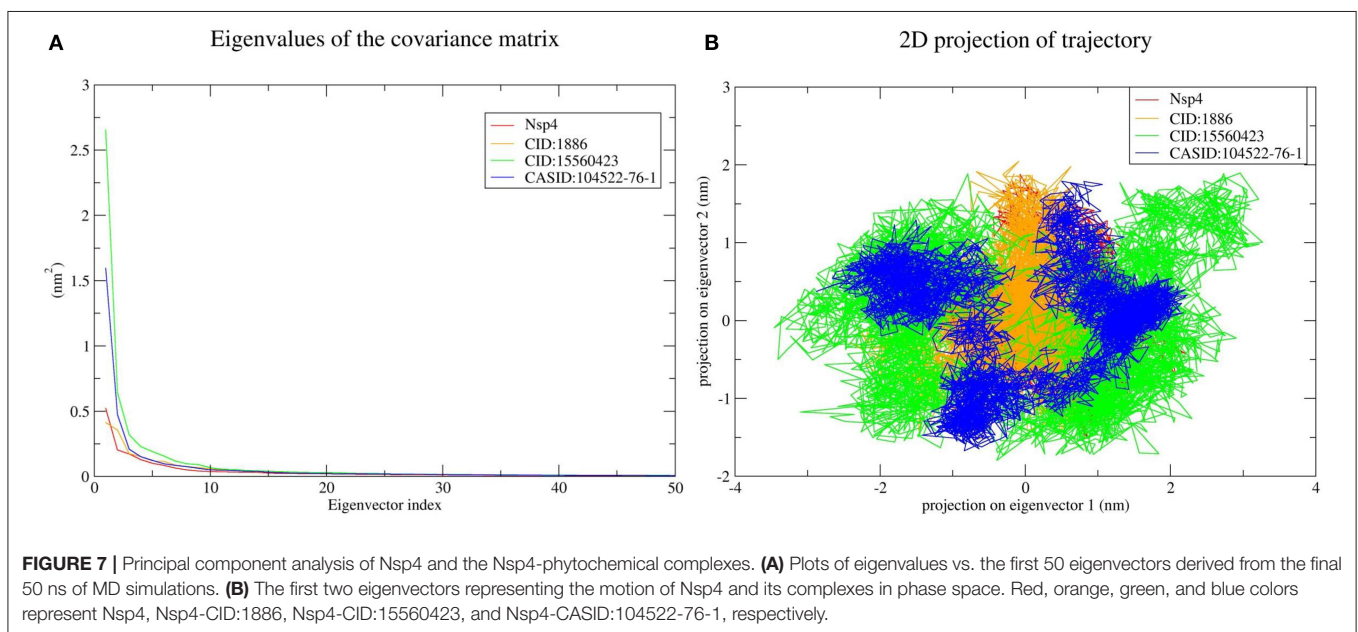 A
Eigenvalues of the covariance matrix
3
2.5
2
1.5
1
0.5
0
(nm²)
0
10
20
30
40
50
Eigenvector index
Nsp4
CID:1886
CID:15560423
CASID:104522-76-1
B
2D projection of trajectory
3
2
1
0
-1
-2
projection on eigenvector 2 (nm)
-4
-2
0
2
4
projection on eigenvector 1 (nm)
Nsp4
CID:1886
CID:15560423
CASID:104522-76-1
FIGURE 7 | Principal component analysis of Nsp4 and the Nsp4-phytochemical complexes. (A) Plots of eigenvalues vs. the first 50 eigenvectors derived from the final
50 ns of MD simulations. (B) The first two eigenvectors representing the motion of Nsp4 and its complexes in phase space. Red, orange, green, and blue colors
represent Nsp4, Nsp4-CID:1886, Nsp4-CID:15560423, and Nsp4-CASID:104522-76-1, respectively.